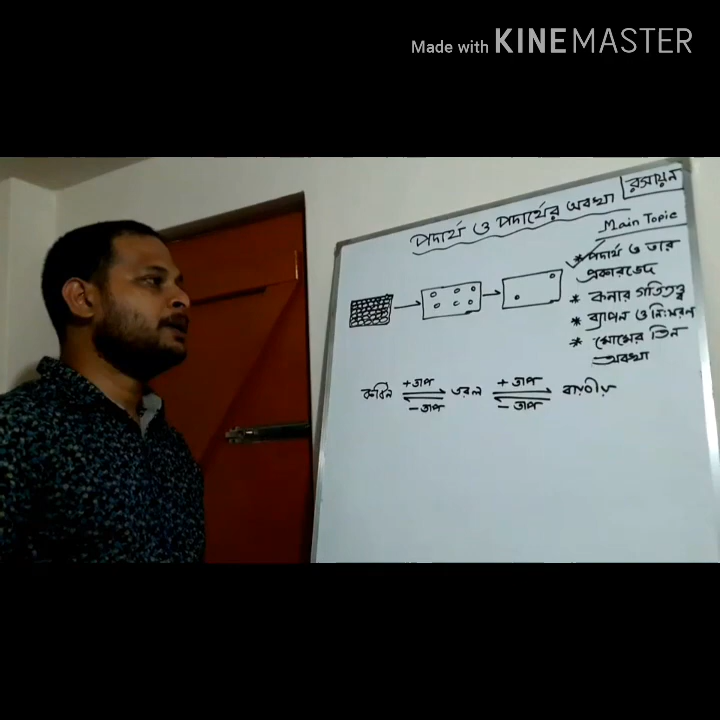 Made with KINEMASTER
রসায়ন
পদার্থ ও পদার্থের অবস্থা
Main Topic
* পদার্থ ও তার
প্রকারভেদ
* কনার গতিতত্ত্ব
* ব্যাপন ও নিঃসরণ
* মোমের তিন
অবস্থা
কঠিন +তাপ -তাপ তরল +তাপ -তাপ বায়বীয়